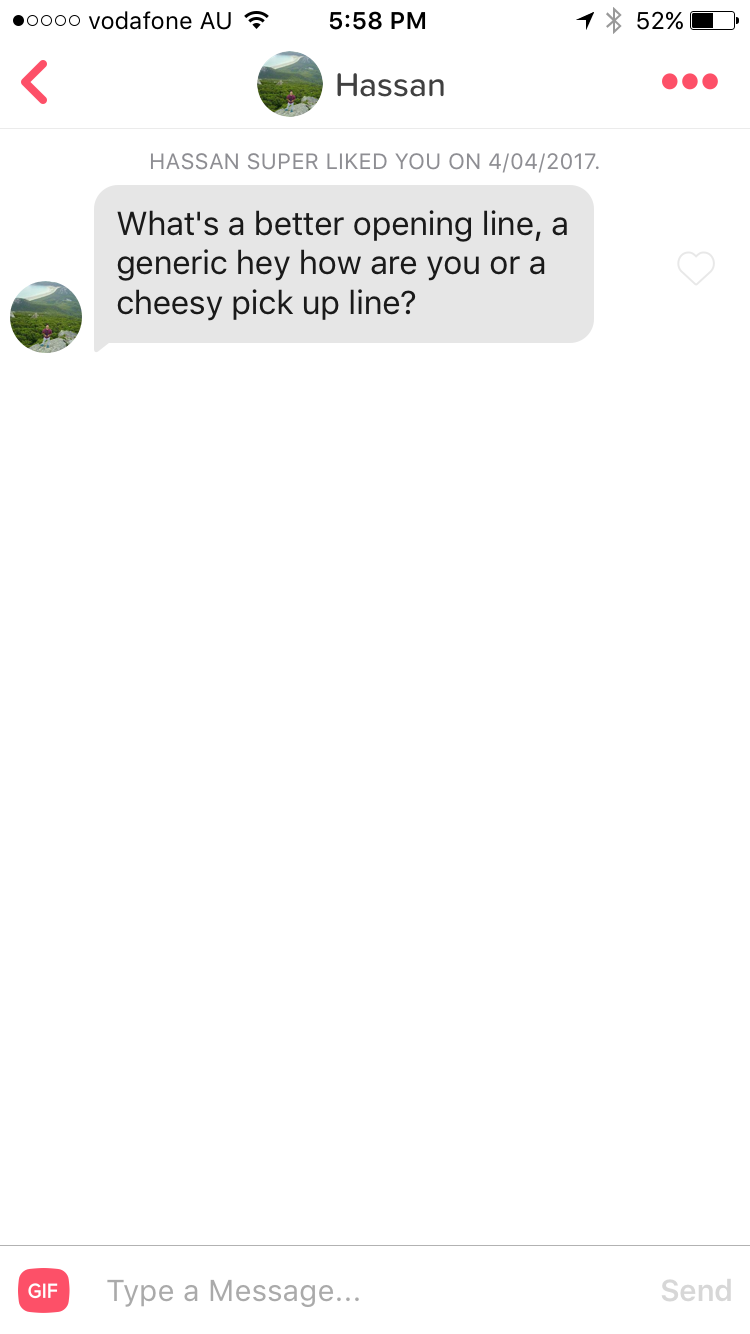 vodafone AU 5:58 PM 52%
Hassan
HASSAN SUPER LIKED YOU ON 4/04/2017.
What's a better opening line, a
generic hey how are you or a
cheesy pick up line?
GIF Type a Message... Send